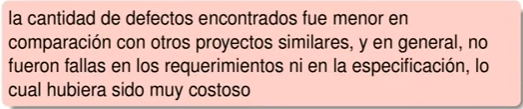 la cantidad de defectos encontrados fue menor en
comparación con otros proyectos similares, y en general, no
fueron fallas en los requerimientos ni en la especificación, lo
cual hubiera sido muy costoso